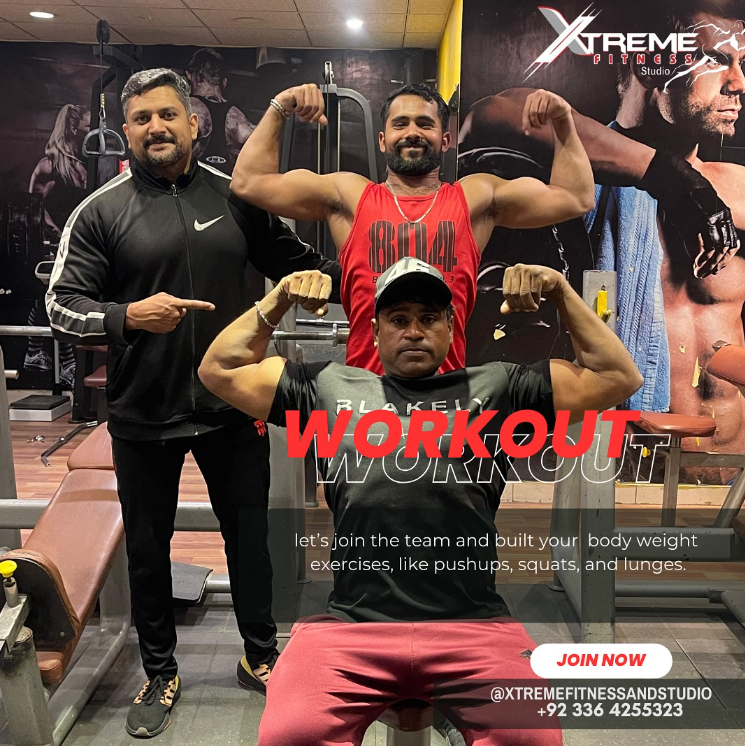 XTREME
FITNESS
Studio
804
BLAKELY
WORKOUT
WORKOUT
let's join the team and built your body weight
exercises, like pushups, squats, and lunges.
JOIN NOW
@XTREMEFITNESSANDSTUDIO
+92 336 4255323